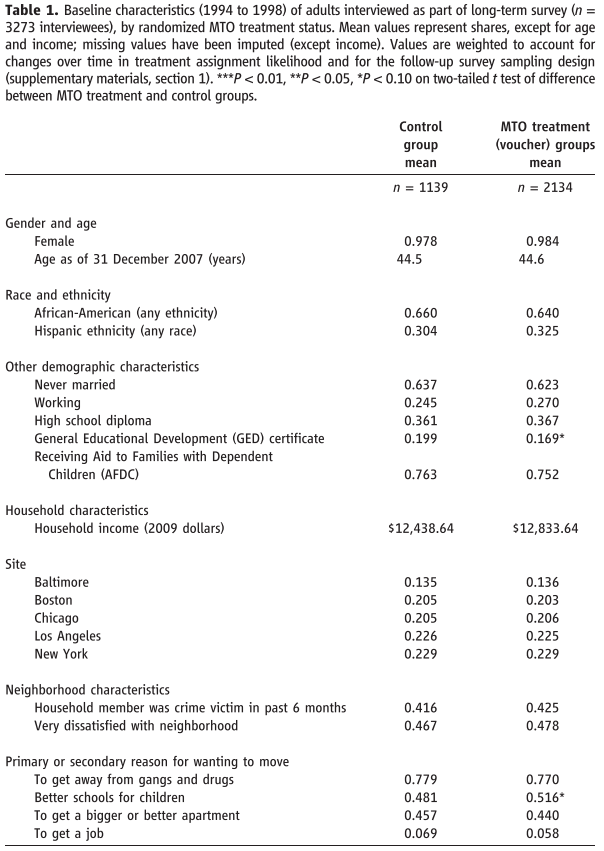 Table 1. Baseline characteristics (1994 to 1998) of adults interviewed as part of long-term survey (n =
3273 interviewees), by randomized MTO treatment status. Mean values represent shares, except for age
and income; missing values have been imputed (except income). Values are weighted to account for
changes over time in treatment assignment likelihood and for the follow-up survey sampling design
(supplementary materials, section 1). ***P < 0.01, **P < 0.05, *P < 0.10 on two-tailed t test of difference
between MTO treatment and control groups.
Control MTO treatment
group (voucher) groups
mean mean
n = 1139 n = 2134
Gender and age
Female 0.978 0.984
Age as of 31 December 2007 (years) 44.5 44.6
Race and ethnicity
African-American (any ethnicity) 0.660 0.640
Hispanic ethnicity (any race) 0.304 0.325
Other demographic characteristics
Never married 0.637 0.623
Working 0.245 0.270
High school diploma 0.361 0.367
General Educational Development (GED) certificate 0.199 0.169*
Receiving Aid to Families with Dependent
Children (AFDC) 0.763 0.752
Household characteristics
Household income (2009 dollars) $12,438.64 $12,833.64
Site
Baltimore 0.135 0.136
Boston 0.205 0.203
Chicago 0.205 0.206
Los Angeles 0.226 0.225
New York 0.229 0.229
Neighborhood characteristics
Household member was crime victim in past 6 months 0.416 0.425
Very dissatisfied with neighborhood 0.467 0.478
Primary or secondary reason for wanting to move
To get away from gangs and drugs 0.779 0.770
Better schools for children 0.481 0.516*
To get a bigger or better apartment 0.457 0.440
To get a job 0.069 0.058